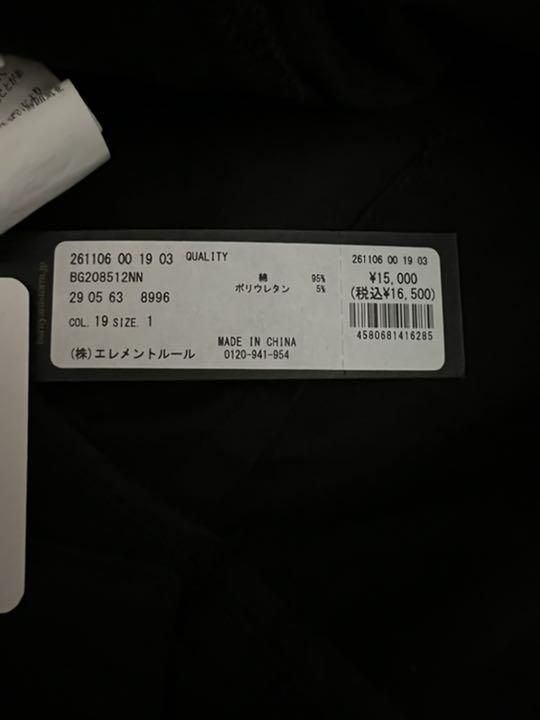 261106 00 19 03 QUALITY
BG208512NN
29 05 63 8996
綿 95%
ポリウレタン 5%
COL. 19 SIZE. 1
MADE IN CHINA
(株)エレメントルール 0120-941-954
261106 00 19 03
¥15,000
(税込¥16,500)
4580681416285